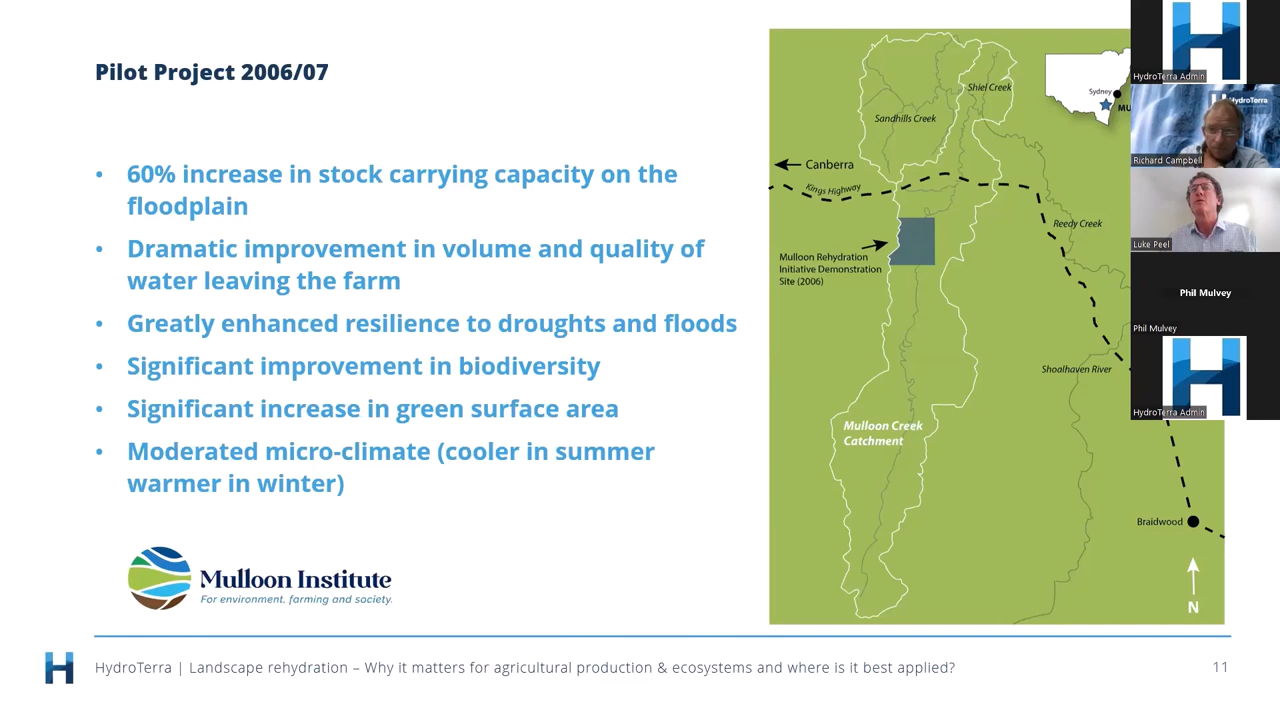 Pilot Project 2006/07
• 60% increase in stock carrying capacity on the
floodplain
• Dramatic improvement in volume and quality of
water leaving the farm
• Greatly enhanced resilience to droughts and floods
• Significant improvement in biodiversity
• Significant increase in green surface area
• Moderated micro-climate (cooler in summer
warmer in winter)
Mulloon Institute
For environment, farming and society.
Shiel Creek
Sandhills Creek
Sydney
MU
Canberra
Kings Highway
Reedy Creek
Mulloon Rehydration
Initiative Demonstration
Site (2006)
Shoalhaven River
Mulloon Creek
Catchment
Braidwood
N
HydroTerra Admin
HydroTerra
Richard Campbell
Luke Peel
Phil Mulvey
Phil Mulvey
HydroTerra Admin
HydroTerra | Landscape rehydration – Why it matters for agricultural production & ecosystems and where is it best applied?
11